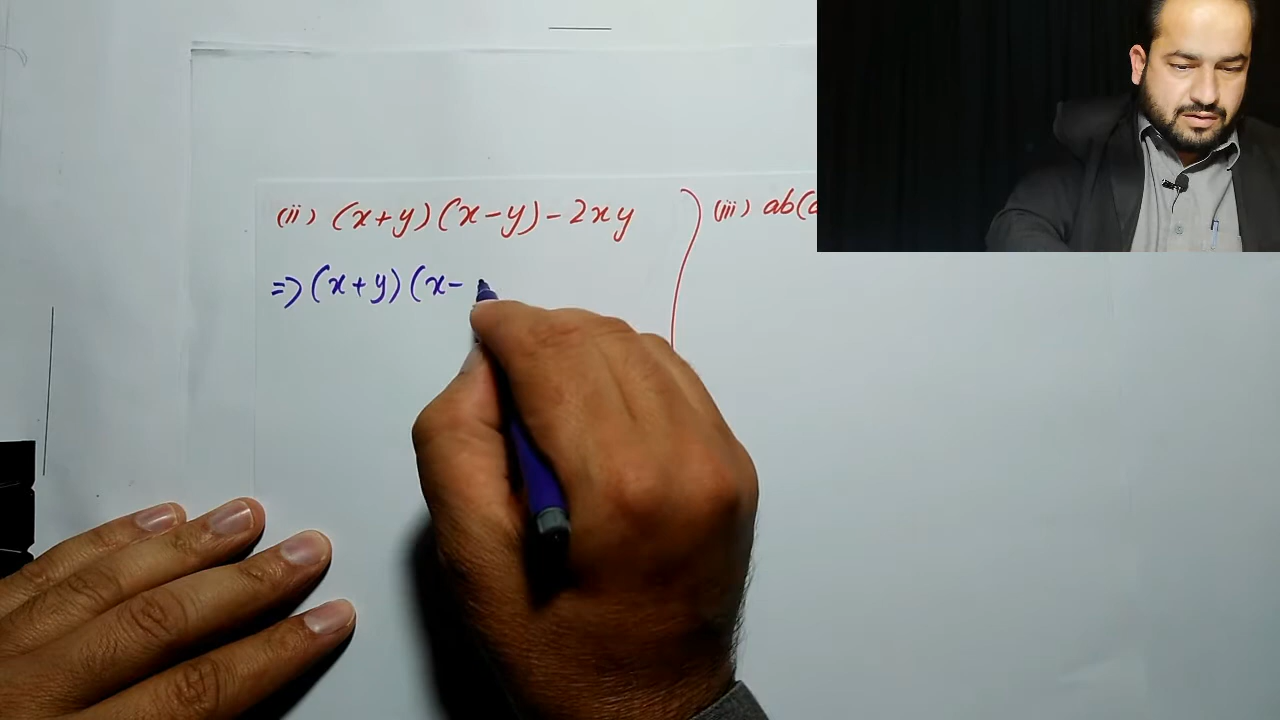 (ii) (x+y)(x-y)-2xy
(iii) ab(
=> (x+y)(x-